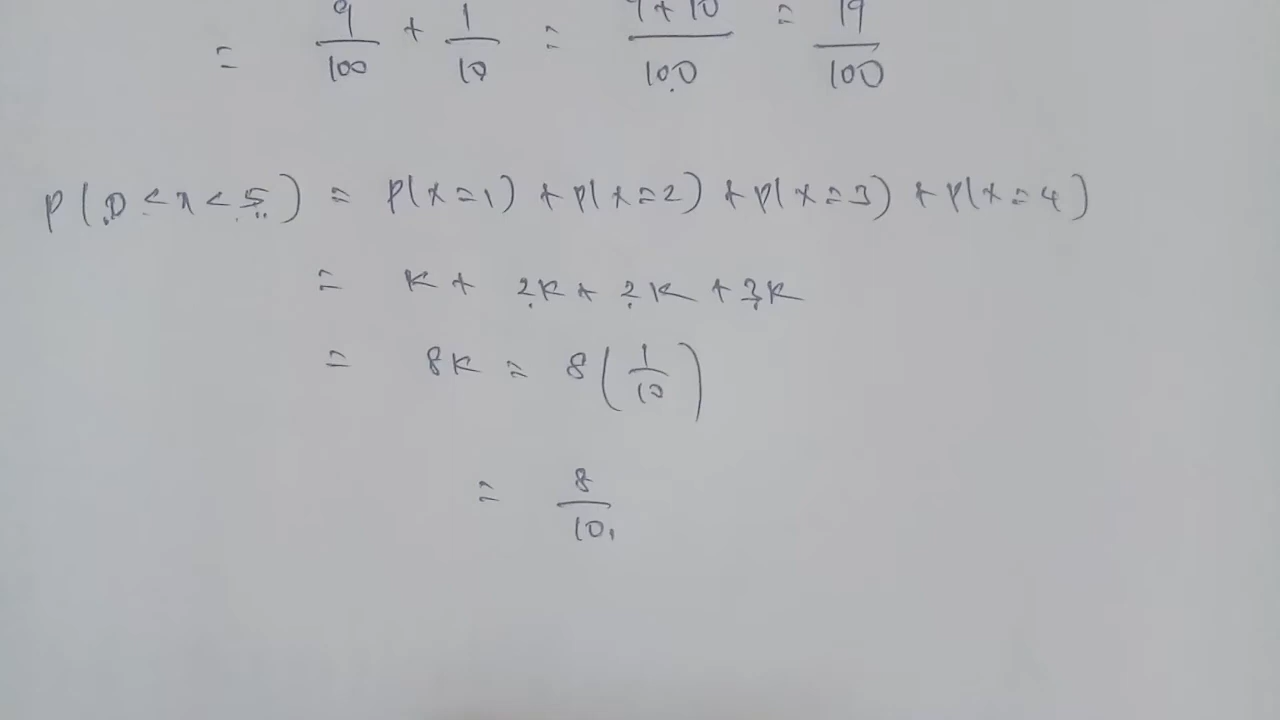 = 9/100 + 1/10 = 9+10/100 = 19/100
P(0<x<5) = P(x=1) + P(x=2) + P(x=3) + P(x=4)
= K + 2K + 2K + 3K
= 8K = 8(1/10)
= 8/10